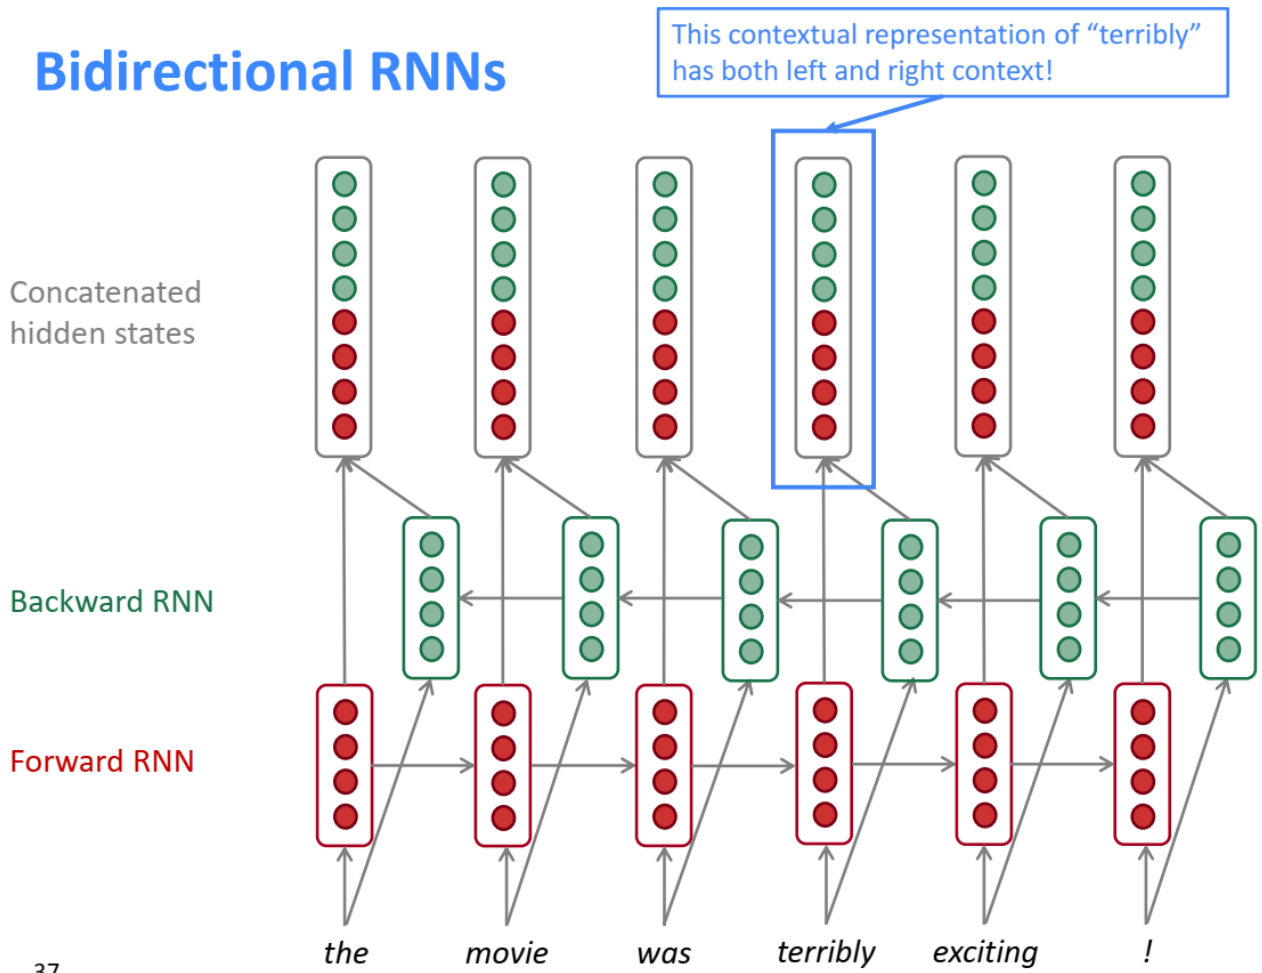 Bidirectional RNNs
This contextual representation of “terribly”
has both left and right context!
Concatenated
hidden states
Backward RNN
Forward RNN
the movie was terribly exciting !
37